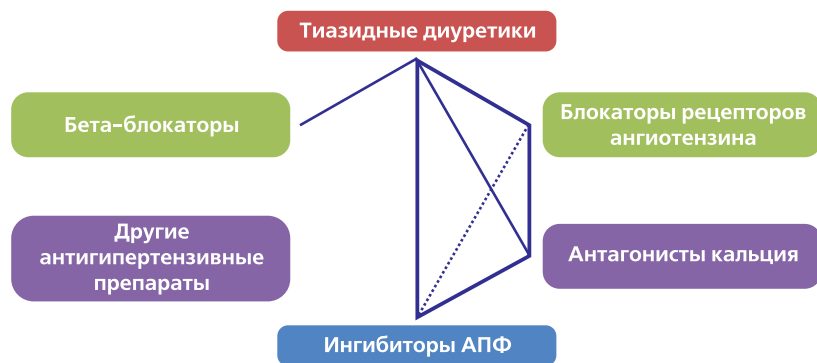 Тиазидные диуретики
Бета-блокаторы
Блокаторы рецепторов
ангиотензина
Другие
антигипертензивные
препараты
Антагонисты кальция
Ингибиторы АПФ